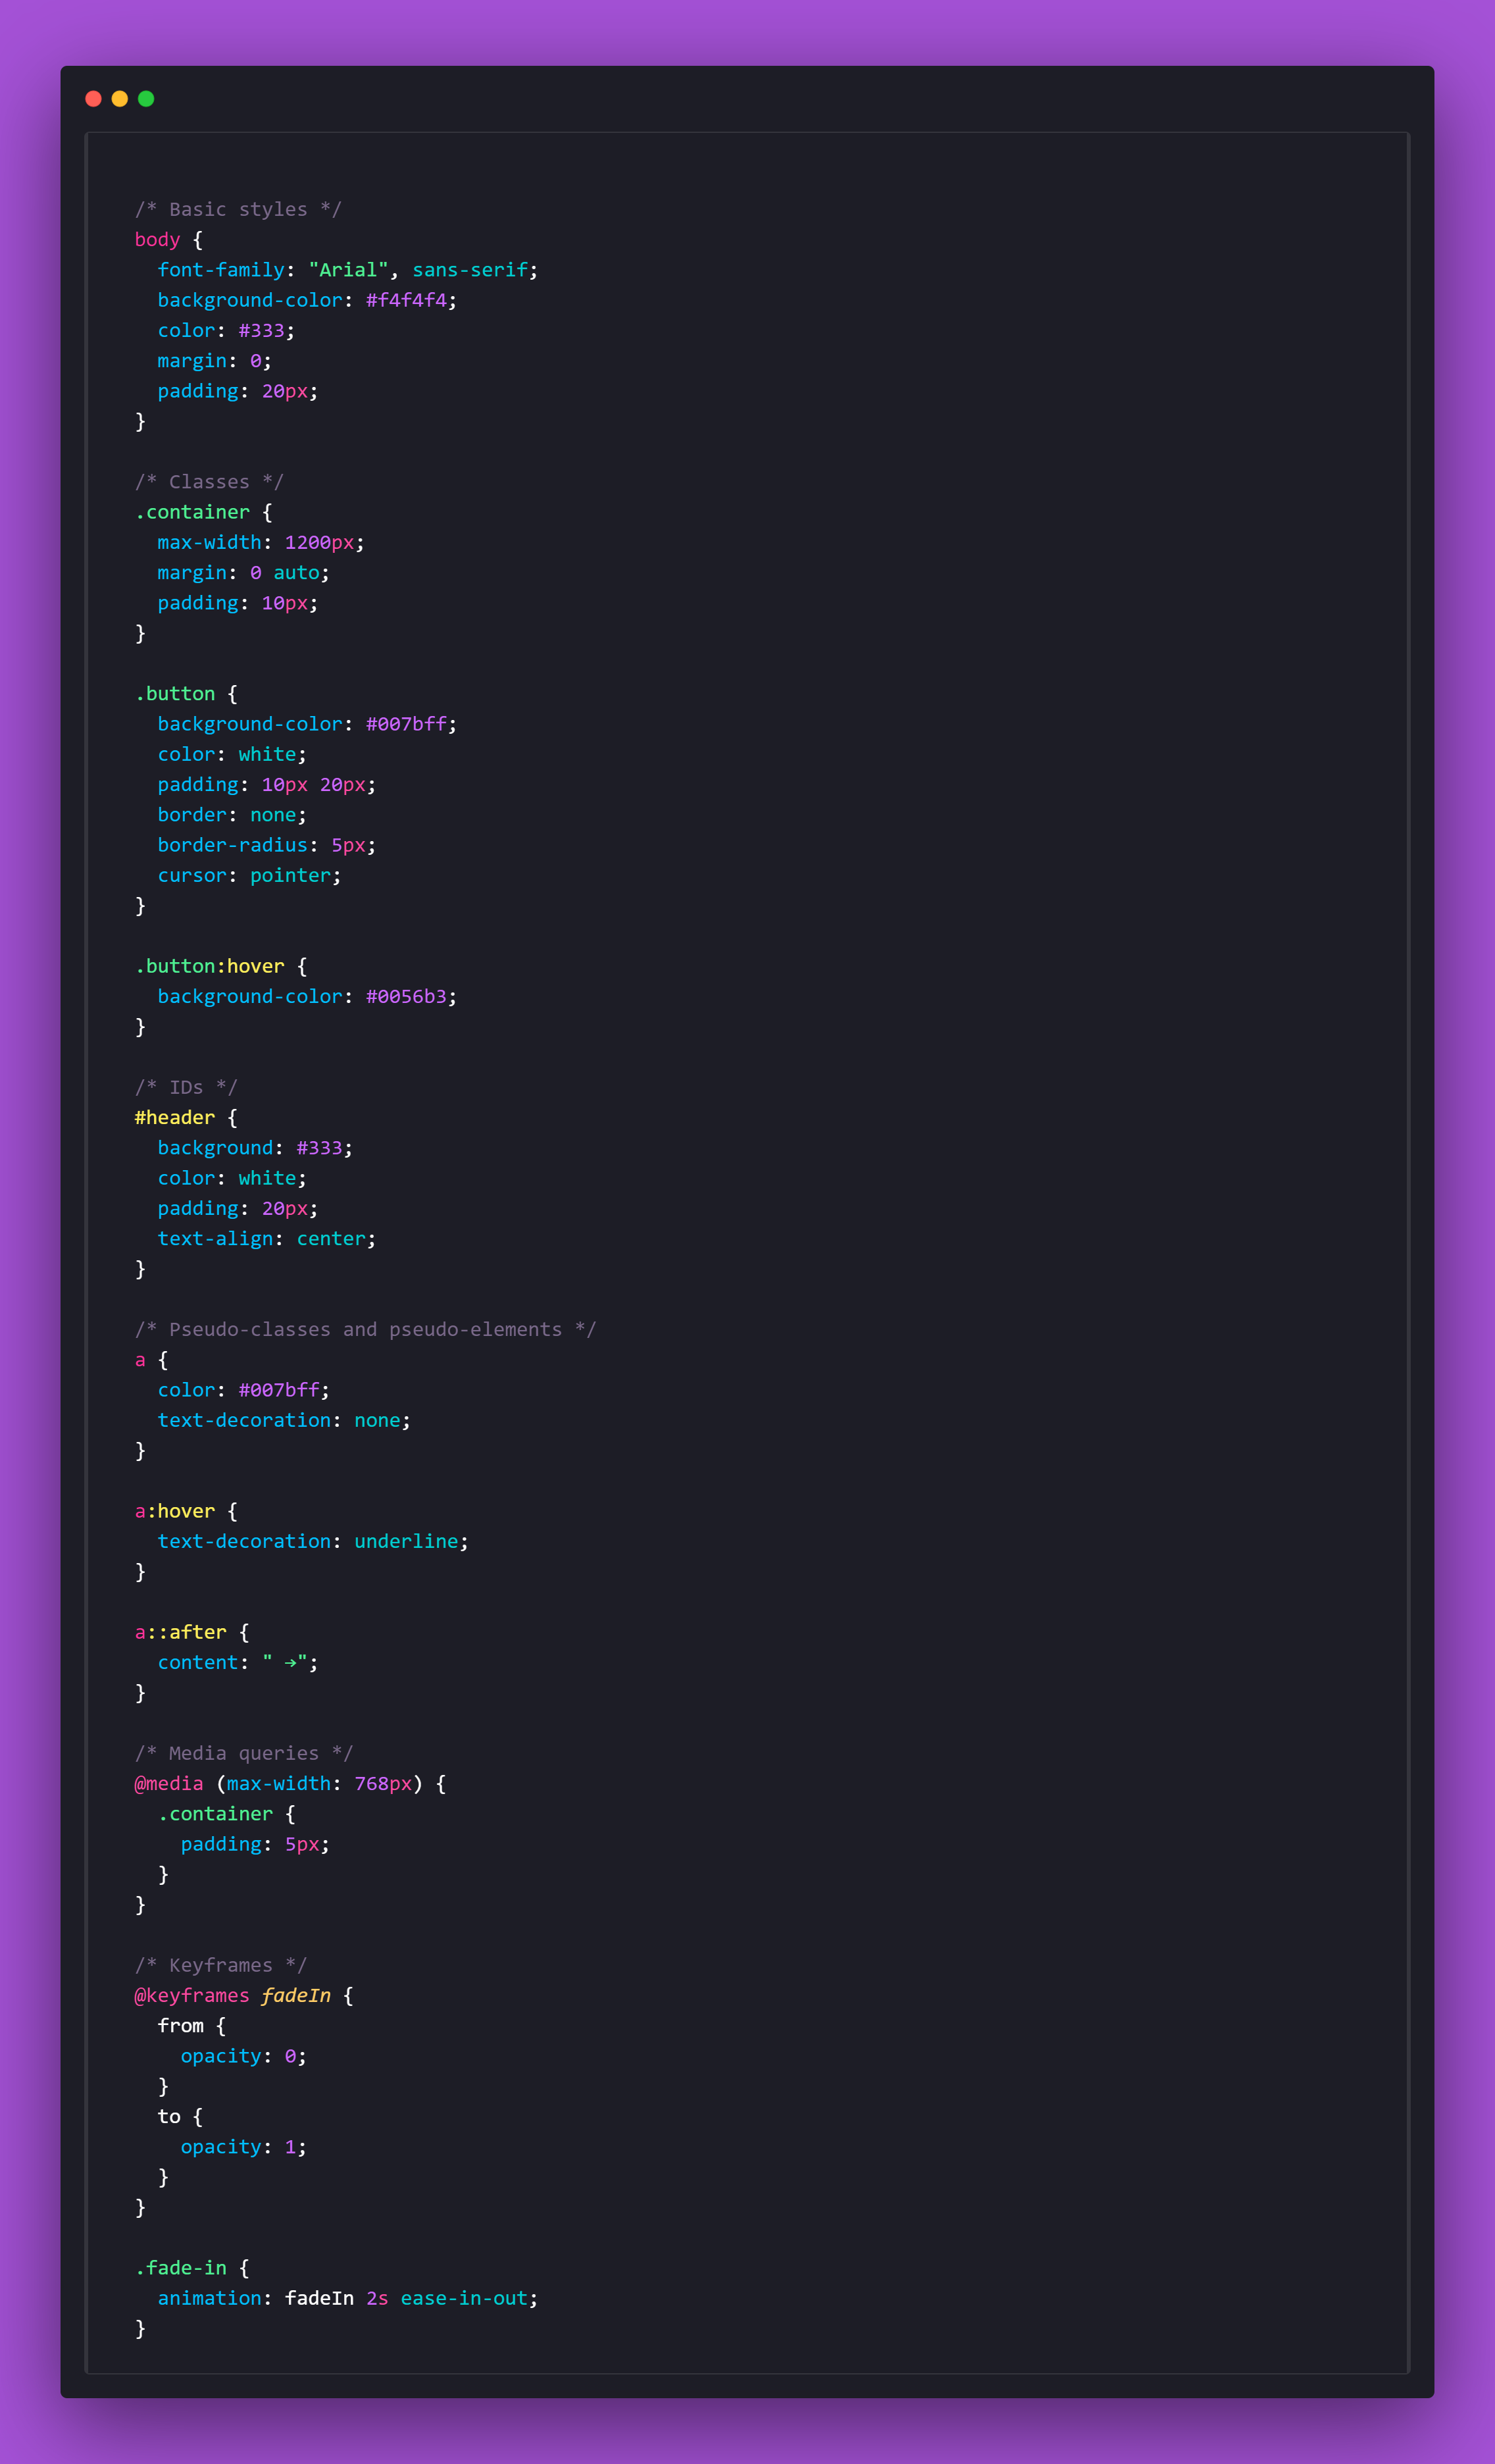 /* Basic styles */
body {
  font-family: "Arial", sans-serif;
  background-color: #f4f4f4;
  color: #333;
  margin: 0;
  padding: 20px;
}

/* Classes */
.container {
  max-width: 1200px;
  margin: 0 auto;
  padding: 10px;
}

.button {
  background-color: #007bff;
  color: white;
  padding: 10px 20px;
  border: none;
  border-radius: 5px;
  cursor: pointer;
}

.button:hover {
  background-color: #0056b3;
}

/* IDs */
#header {
  background: #333;
  color: white;
  padding: 20px;
  text-align: center;
}

/* Pseudo-classes and pseudo-elements */
a {
  color: #007bff;
  text-decoration: none;
}

a:hover {
  text-decoration: underline;
}

a::after {
  content: " →";
}

/* Media queries */
@media (max-width: 768px) {
  .container {
    padding: 5px;
  }
}

/* Keyframes */
@keyframes fadeIn {
  from {
    opacity: 0;
  }
  to {
    opacity: 1;
  }
}

.fade-in {
  animation: fadeIn 2s ease-in-out;
}